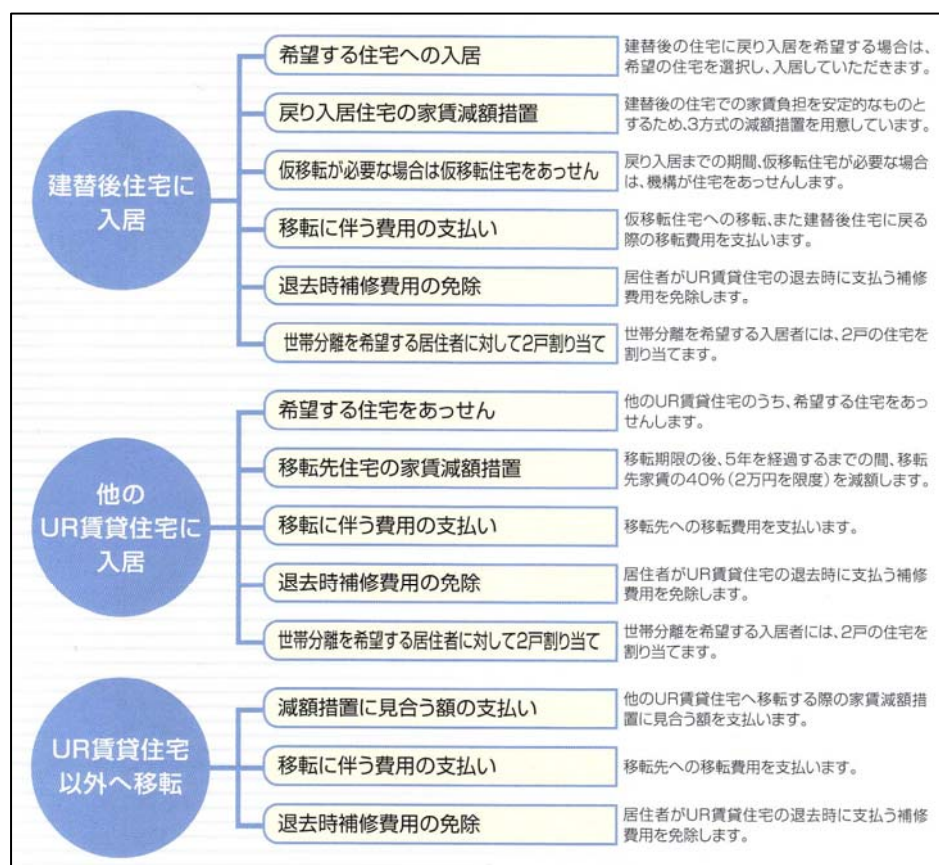 建替後住宅に
入居
希望する住宅への入居
建替後の住宅に戻り入居を希望する場合は、
希望の住宅を選択し、入居していただきます。
戻り入居住宅の家賃減額措置
建替後の住宅での家賃負担を安定的なものと
するため、3方式の減額措置を用意しています。
仮移転が必要な場合は仮移転住宅をあっせん
戻り入居までの期間、仮移転住宅が必要な場合
は、機構が住宅をあっせんします。
移転に伴う費用の支払い
仮移転住宅への移転、また建替後住宅に戻る
際の移転費用を支払います。
退去時補修費用の免除
居住者がUR賃貸住宅の退去時に支払う補修
費用を免除します。
世帯分離を希望する居住者に対して2戸割り当て
世帯分離を希望する入居者には、2戸の住宅を
割り当てます。
他の
UR賃貸住宅に
入居
希望する住宅をあっせん
他のUR賃貸住宅のうち、希望する住宅をあっ
せんします。
移転先住宅の家賃減額措置
移転期限の後、5年を経過するまでの間、移転
先家賃の40%(2万円を限度)を減額します。
移転に伴う費用の支払い
移転先への移転費用を支払います。
退去時補修費用の免除
居住者がUR賃貸住宅の退去時に支払う補修
費用を免除します。
世帯分離を希望する居住者に対して2戸割り当て
世帯分離を希望する入居者には、2戸の住宅を
割り当てます。
UR賃貸住宅
以外へ移転
減額措置に見合う額の支払い
他のUR賃貸住宅へ移転する際の家賃減額措
置に見合う額を支払います。
移転に伴う費用の支払い
移転先への移転費用を支払います。
退去時補修費用の免除
居住者がUR賃貸住宅の退去時に支払う補修
費用を免除します。